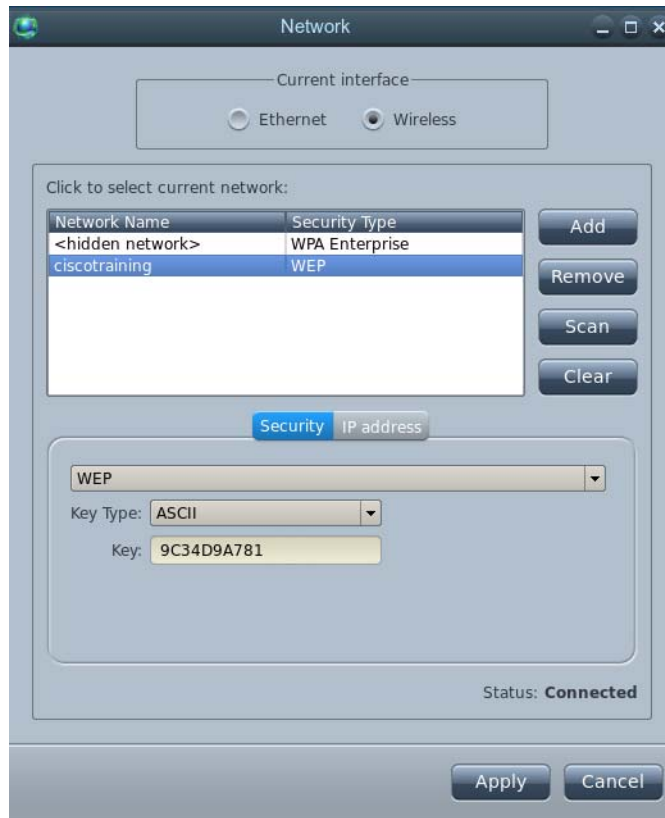 Network
Current interface
Ethernet Wireless
Click to select current network:
Network Name Security Type
<hidden network> WPA Enterprise
ciscotraining WEP
Add
Remove
Scan
Clear
Security IP address
WEP
Key Type: ASCII
Key: 9C34D9A781
Status: Connected
Apply Cancel